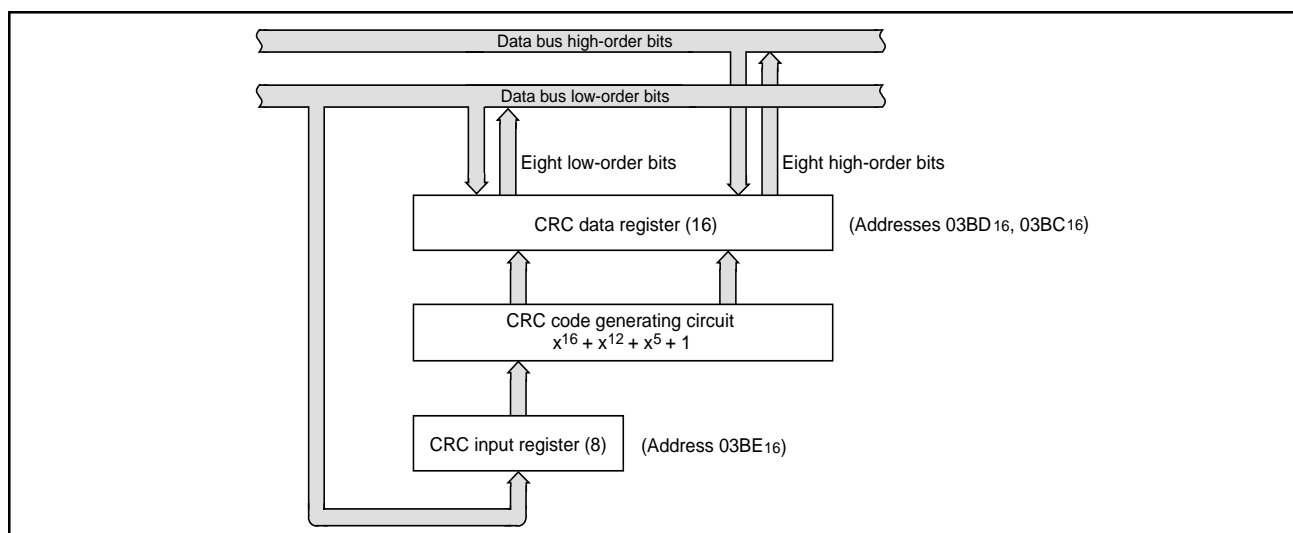 Data bus high-order bits
Data bus low-order bits
Eight low-order bits
Eight high-order bits
CRC data register (16)
(Addresses 03BD16, 03BC16)
CRC code generating circuit
x16 + x12 + x5 + 1
CRC input register (8)
(Address 03BE16)